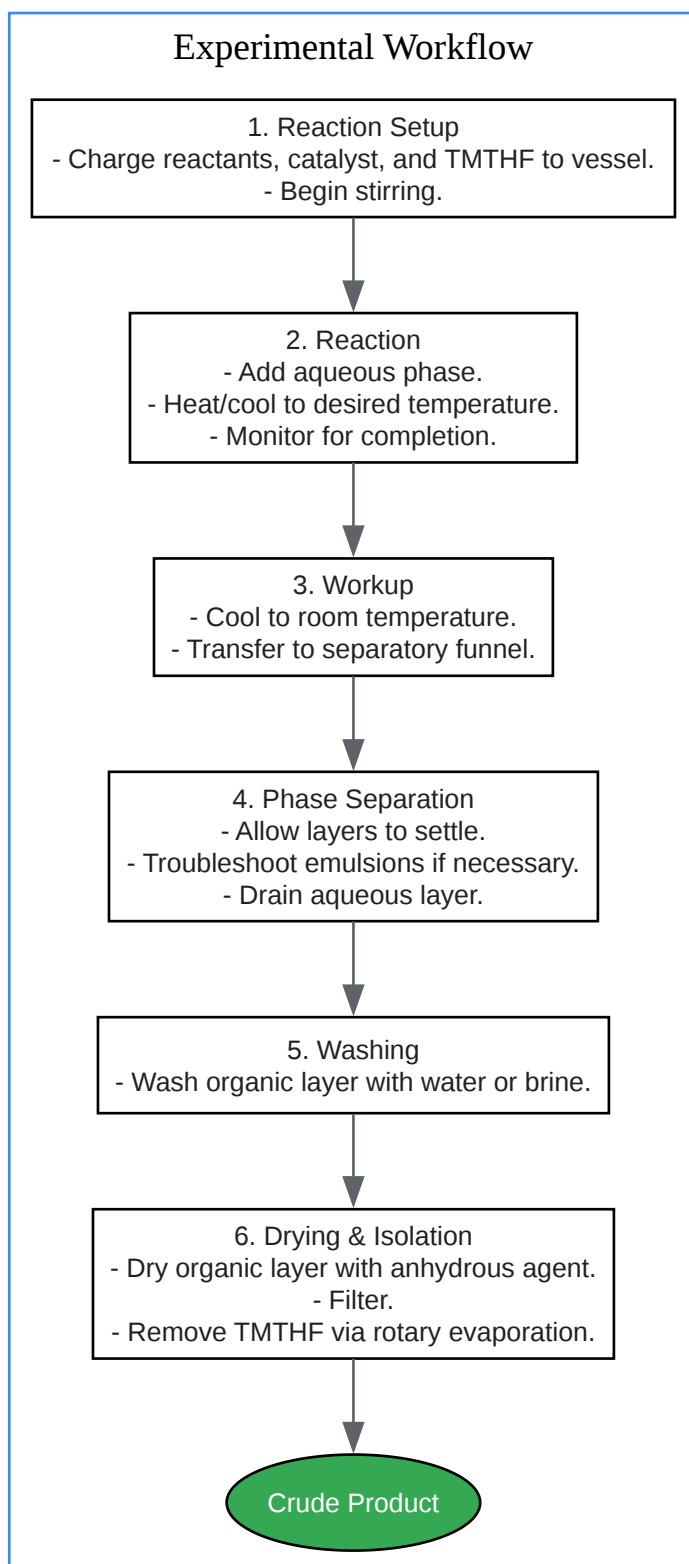 Experimental Workflow
1. Reaction Setup
- Charge reactants, catalyst, and TMTHF to vessel.
- Begin stirring.
2. Reaction
- Add aqueous phase.
- Heat/cool to desired temperature.
- Monitor for completion.
3. Workup
- Cool to room temperature.
- Transfer to separatory funnel.
4. Phase Separation
- Allow layers to settle.
- Troubleshoot emulsions if necessary.
- Drain aqueous layer.
5. Washing
- Wash organic layer with water or brine.
6. Drying & Isolation
- Dry organic layer with anhydrous agent.
- Filter.
- Remove TMTHF via rotary evaporation.
Crude Product